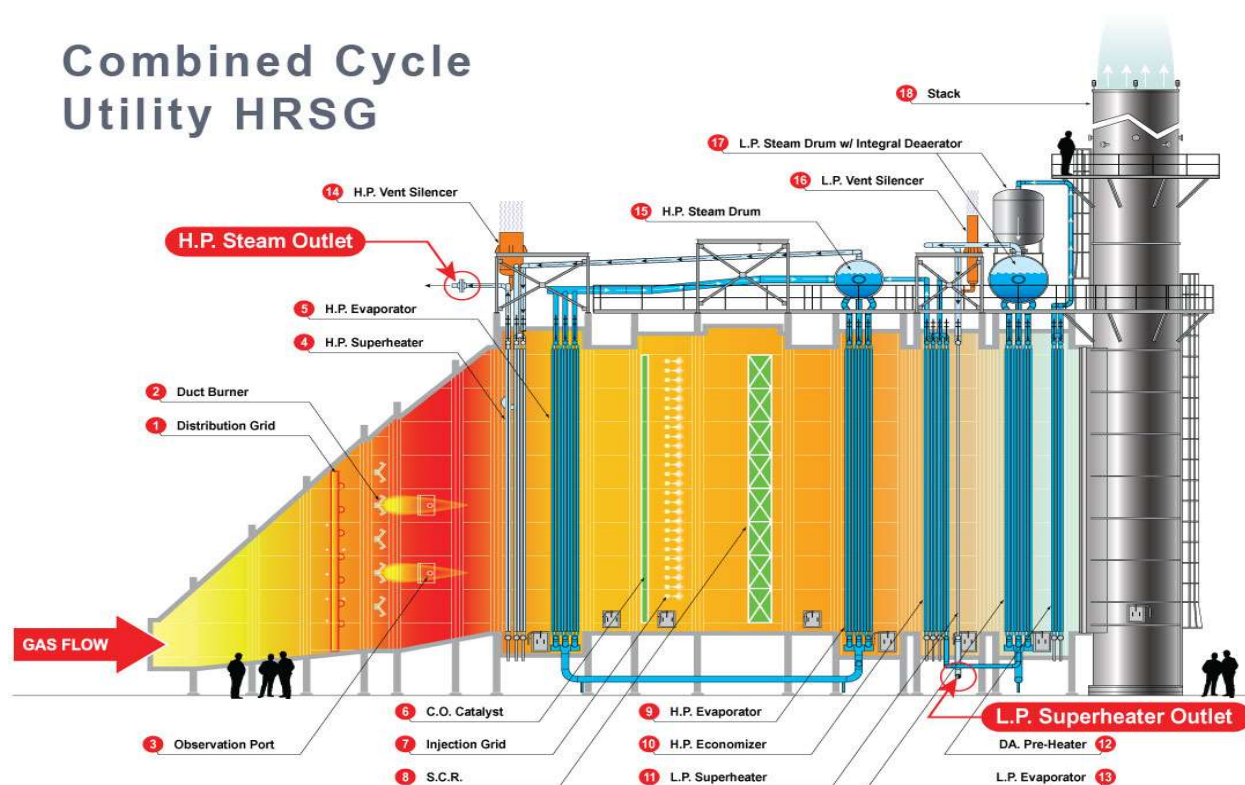 Combined Cycle
Utility HRSG
18 Stack
17 L.P. Steam Drum w/ Integral Deaerator
16 L.P. Vent Silencer
14 H.P. Vent Silencer
15 H.P. Steam Drum
H.P. Steam Outlet
5 H.P. Evaporator
4 H.P. Superheater
2 Duct Burner
1 Distribution Grid
GAS FLOW
6 C.O. Catalyst
9 H.P. Evaporator
L.P. Superheater Outlet
3 Observation Port
7 Injection Grid
10 H.P. Economizer
DA. Pre-Heater 12
8 S.C.R.
11 L.P. Superheater
L.P. Evaporator 13